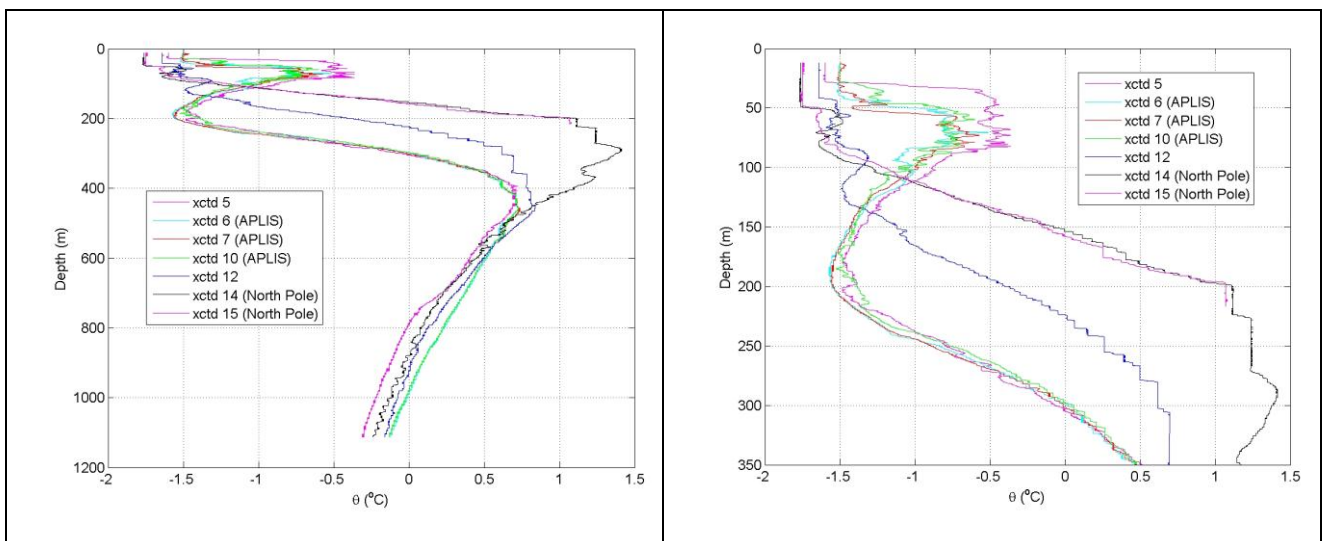 0
200
400
600
800
1000
1200
Depth (m)
-2 -1.5 -1 -0.5 0 0.5 1 1.5
θ (°C)
xctd 5
xctd 6 (APLIS)
xctd 7 (APLIS)
xctd 10 (APLIS)
xctd 12
xctd 14 (North Pole)
xctd 15 (North Pole)
0
50
100
150
200
250
300
350
Depth (m)
-2 -1.5 -1 -0.5 0 0.5 1 1.5
θ (°C)
xctd 5
xctd 6 (APLIS)
xctd 7 (APLIS)
xctd 10 (APLIS)
xctd 12
xctd 14 (North Pole)
xctd 15 (North Pole)